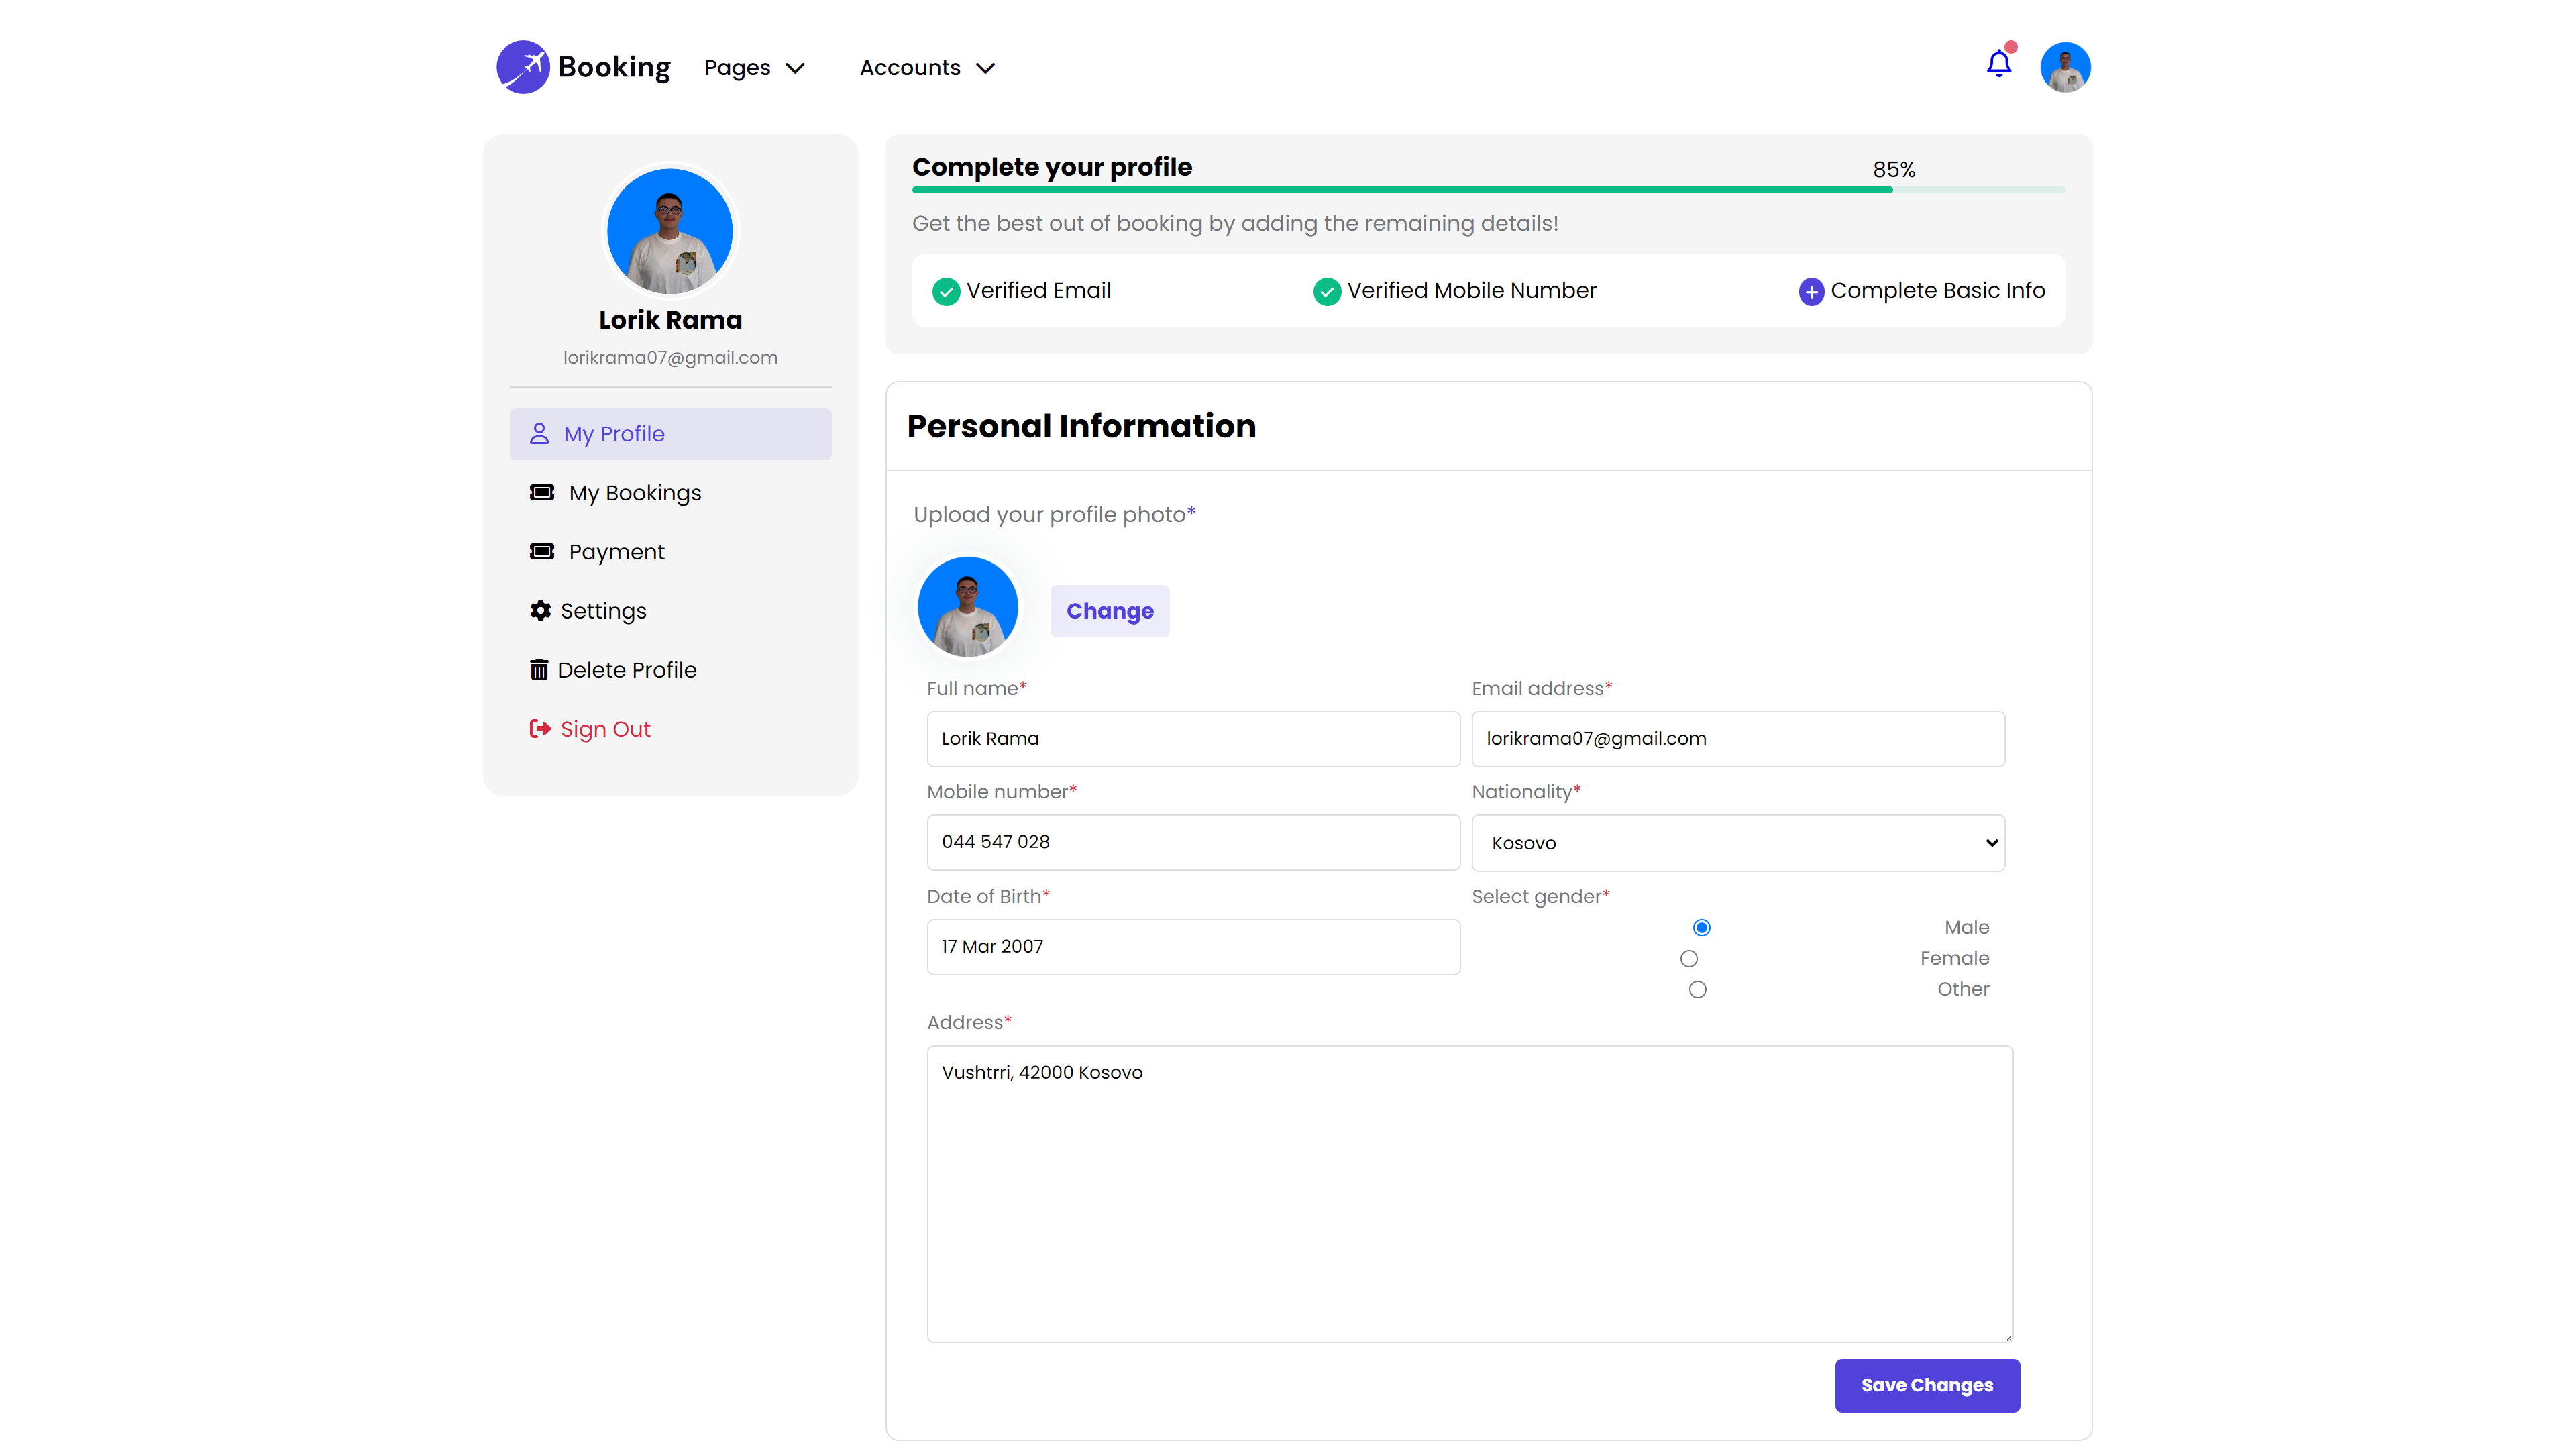 Booking Pages Accounts
Lorik Rama
lorikrama07@gmail.com
My Profile
My Bookings
Payment
Settings
Delete Profile
Sign Out
Complete your profile 85%
Get the best out of booking by adding the remaining details!
Verified Email Verified Mobile Number Complete Basic Info
Personal Information
Upload your profile photo*
Change
Full name* Email address*
Lorik Rama lorikrama07@gmail.com
Mobile number* Nationality*
044 547 028 Kosovo
Date of Birth* Select gender*
17 Mar 2007 Male
Female
Other
Address*
Vushtrri, 42000 Kosovo
Save Changes